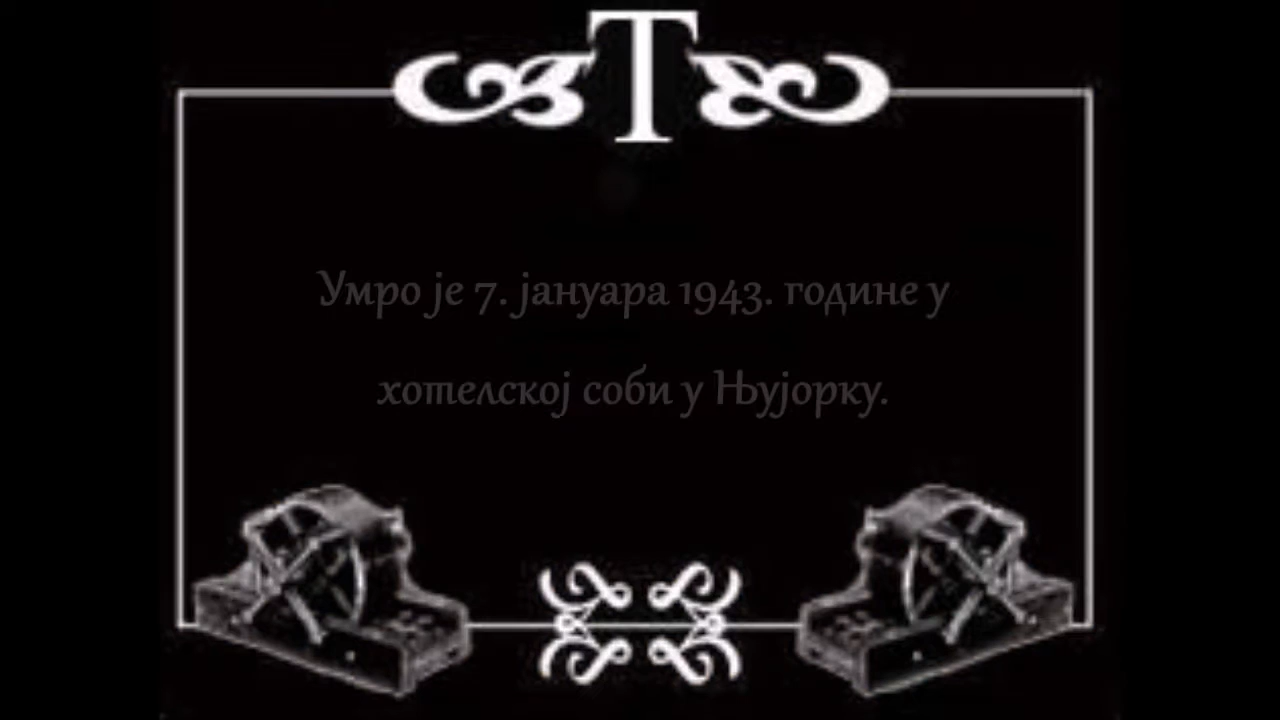 T
Умро је 7. јануара 1943. године у
хотелској соби у Њујорку.